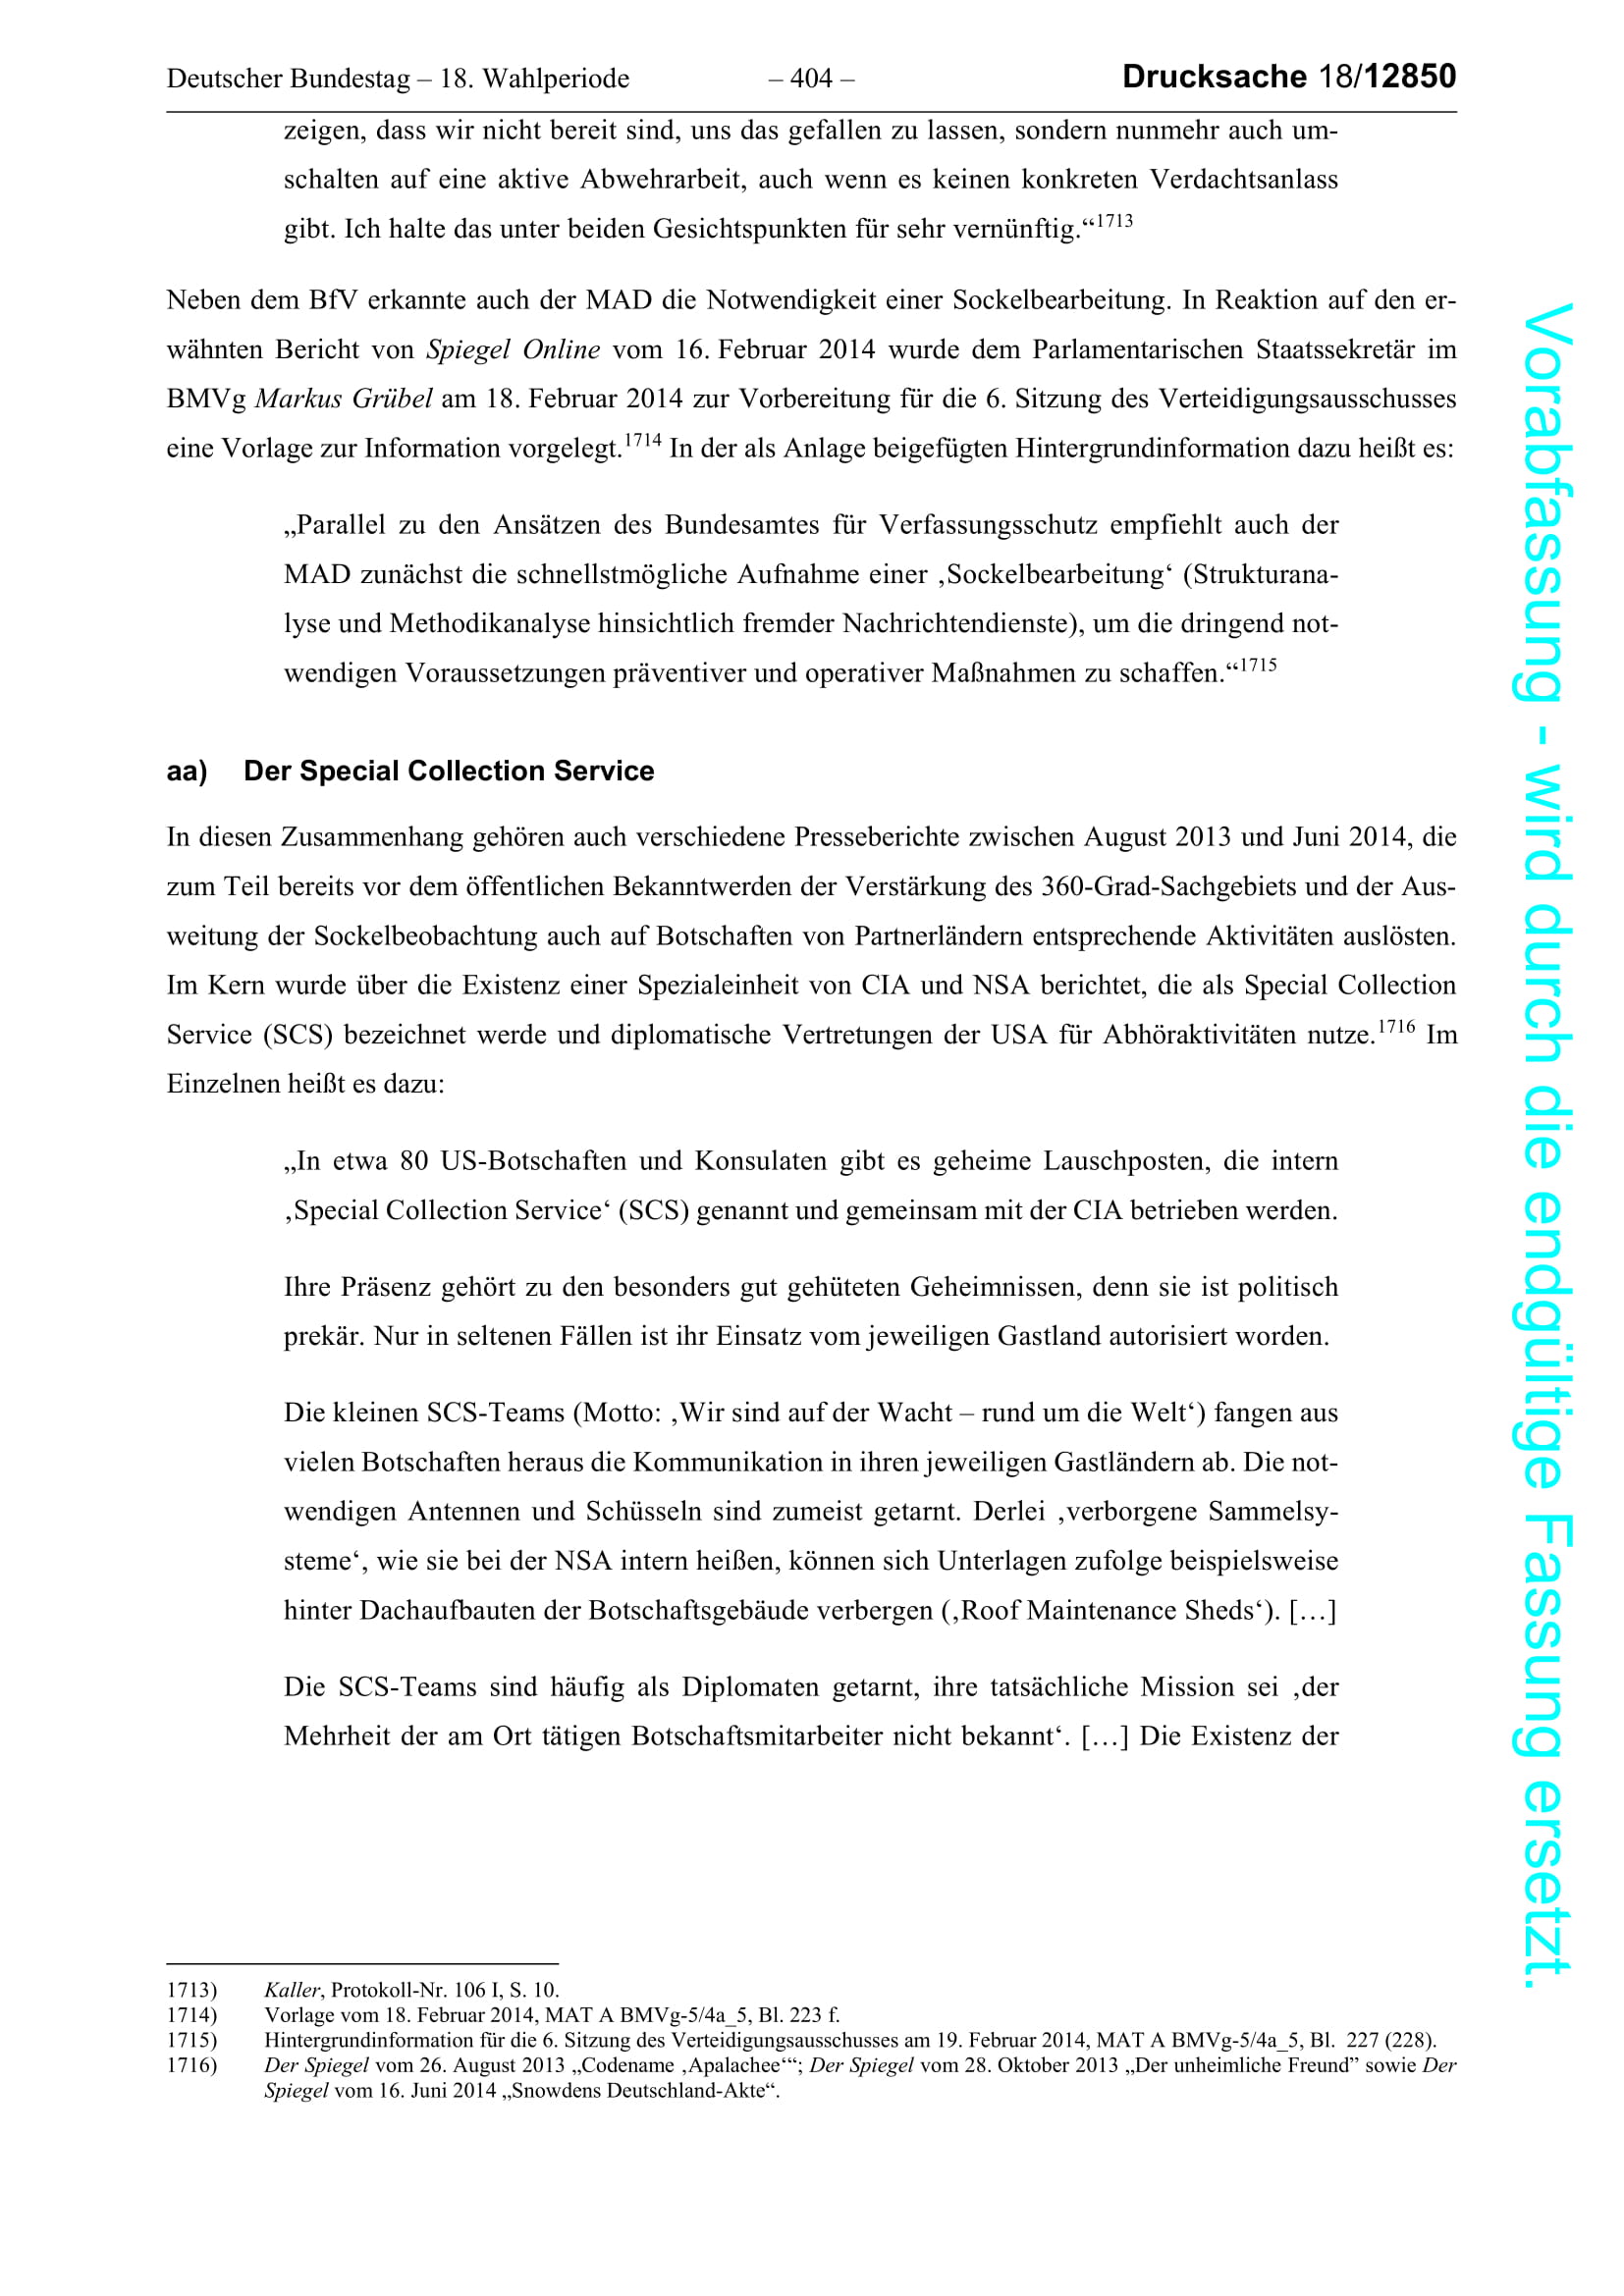 Deutscher Bundestag – 18. Wahlperiode – 404 – Drucksache 18/12850
zeigen, dass wir nicht bereit sind, uns das gefallen zu lassen, sondern nunmehr auch um-
schalten auf eine aktive Abwehrarbeit, auch wenn es keinen konkreten Verdachtsanlass
gibt. Ich halte das unter beiden Gesichtspunkten für sehr vernünftig.“1713
Neben dem BfV erkannte auch der MAD die Notwendigkeit einer Sockelbearbeitung. In Reaktion auf den er-
wähnten Bericht von Spiegel Online vom 16. Februar 2014 wurde dem Parlamentarischen Staatssekretär im
BMVg Markus Grübel am 18. Februar 2014 zur Vorbereitung für die 6. Sitzung des Verteidigungsausschusses
eine Vorlage zur Information vorgelegt.1714 In der als Anlage beigefügten Hintergrundinformation dazu heißt es:
„Parallel zu den Ansätzen des Bundesamtes für Verfassungsschutz empfiehlt auch der
MAD zunächst die schnellstmögliche Aufnahme einer ‚Sockelbearbeitung‘ (Strukturana-
lyse und Methodikanalyse hinsichtlich fremder Nachrichtendienste), um die dringend not-
wendigen Voraussetzungen präventiver und operativer Maßnahmen zu schaffen.“1715
aa) Der Special Collection Service
In diesen Zusammenhang gehören auch verschiedene Presseberichte zwischen August 2013 und Juni 2014, die
zum Teil bereits vor dem öffentlichen Bekanntwerden der Verstärkung des 360-Grad-Sachgebiets und der Aus-
weitung der Sockelbeobachtung auch auf Botschaften von Partnerländern entsprechende Aktivitäten auslösten.
Im Kern wurde über die Existenz einer Spezialeinheit von CIA und NSA berichtet, die als Special Collection
Service (SCS) bezeichnet werde und diplomatische Vertretungen der USA für Abhöraktivitäten nutze.1716 Im
Einzelnen heißt es dazu:
„In etwa 80 US-Botschaften und Konsulaten gibt es geheime Lauschposten, die intern
‚Special Collection Service‘ (SCS) genannt und gemeinsam mit der CIA betrieben werden.
Ihre Präsenz gehört zu den besonders gut gehüteten Geheimnissen, denn sie ist politisch
prekär. Nur in seltenen Fällen ist ihr Einsatz vom jeweiligen Gastland autorisiert worden.
Die kleinen SCS-Teams (Motto: ‚Wir sind auf der Wacht – rund um die Welt‘) fangen aus
vielen Botschaften heraus die Kommunikation in ihren jeweiligen Gastländern ab. Die not-
wendigen Antennen und Schüsseln sind zumeist getarnt. Derlei ‚verborgene Sammelsy-
steme‘, wie sie bei der NSA intern heißen, können sich Unterlagen zufolge beispielsweise
hinter Dachaufbauten der Botschaftsgebäude verbergen (‚Roof Maintenance Sheds‘). […]
Die SCS-Teams sind häufig als Diplomaten getarnt, ihre tatsächliche Mission sei ‚der
Mehrheit der am Ort tätigen Botschaftsmitarbeiter nicht bekannt‘. […] Die Existenz der
1713) Kaller, Protokoll-Nr. 106 I, S. 10.
1714) Vorlage vom 18. Februar 2014, MAT A BMVg-5/4a_5, Bl. 223 f.
1715) Hintergrundinformation für die 6. Sitzung des Verteidigungsausschusses am 19. Februar 2014, MAT A BMVg-5/4a_5, Bl. 227 (228).
1716) Der Spiegel vom 26. August 2013 „Codename ‚Apalachee‘“; Der Spiegel vom 28. Oktober 2013 „Der unheimliche Freund” sowie Der
Spiegel vom 16. Juni 2014 „Snowdens Deutschland-Akte“.
Vorabfassung - wird durch die endgültige Fassung ersetzt.